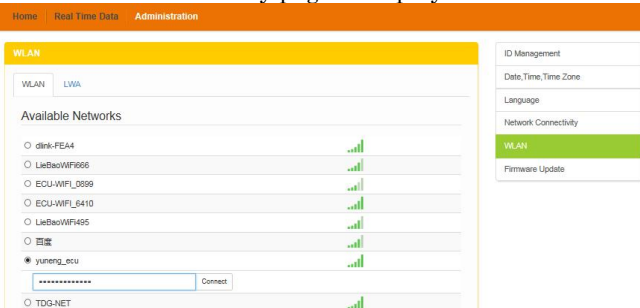 Home Real Time Data Administration
WLAN
WLAN LWA
Available Networks
dlink-FEA4
LieBaoWiFi666
ECU-WIFI_0899
ECU-WIFI_6410
LieBaoWiFi495
百度
yuneng_ecu
••••••••••••• Connect
TDG-NET
ID Management
Date,Time,Time Zone
Language
Network Connectivity
WLAN
Firmware Update